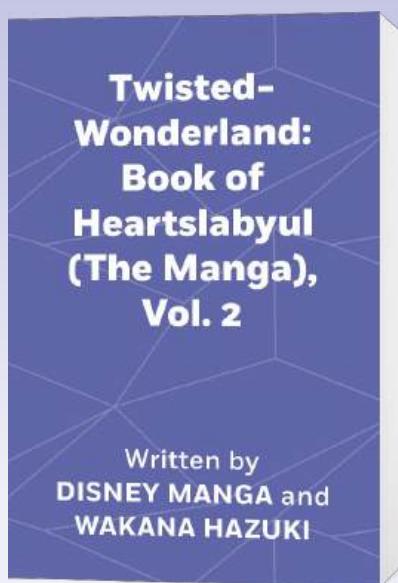 Twisted-
Wonderland:
Book of
Heartslabyul
(The Manga),
Vol. 2
Written by
DISNEY MANGA and
WAKANA HAZUKI